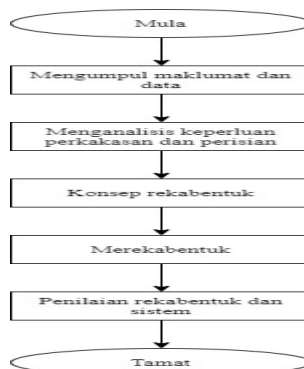 Mula
Mengumpul maklumat dan
data
Menganalisis keperluan
perkakasan dan perisian
Konsep rekabentuk
Merekabentuk
Penilaian rekabentuk dan
sistem
Tamat